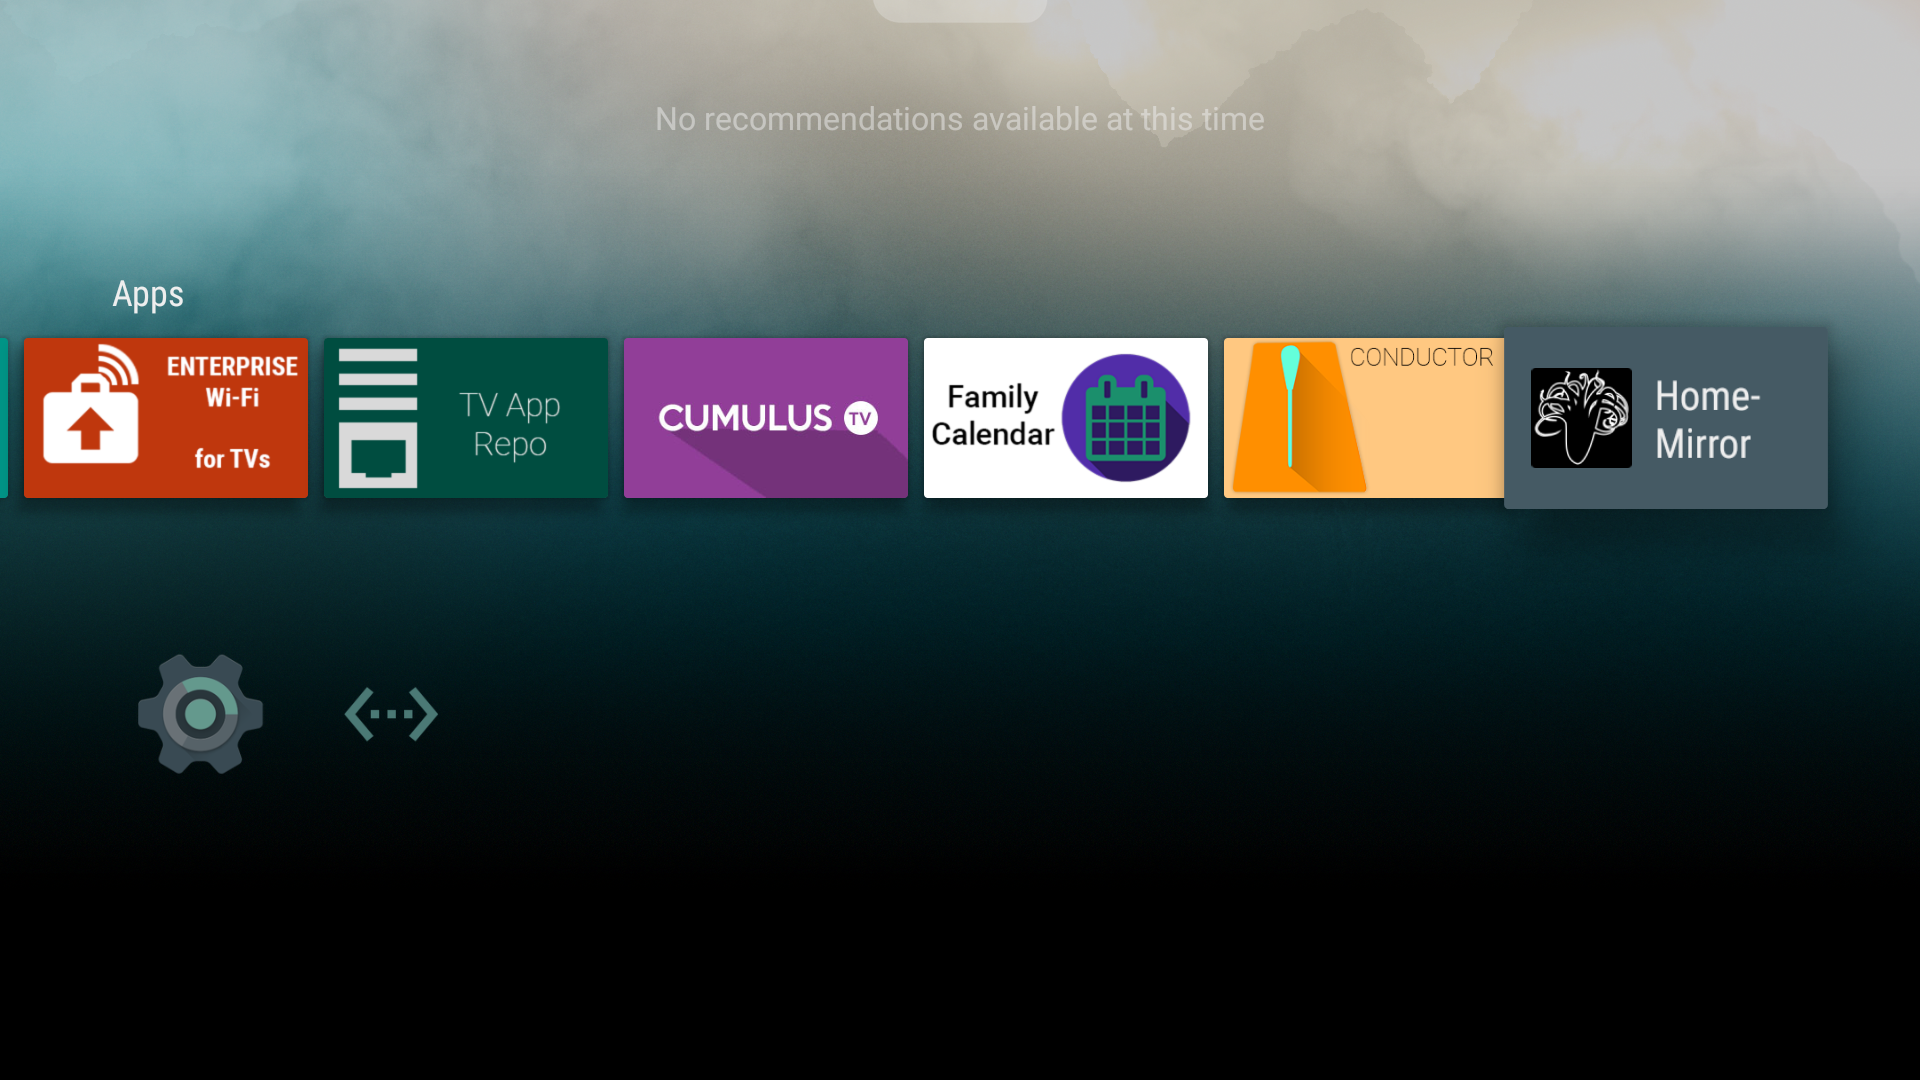 No recommendations available at this time
Apps
ENTERPRISE
Wi-Fi
for TVs
TV App
Repo
CUMULUS TV
Family
Calendar
CONDUCTOR
Home-
Mirror